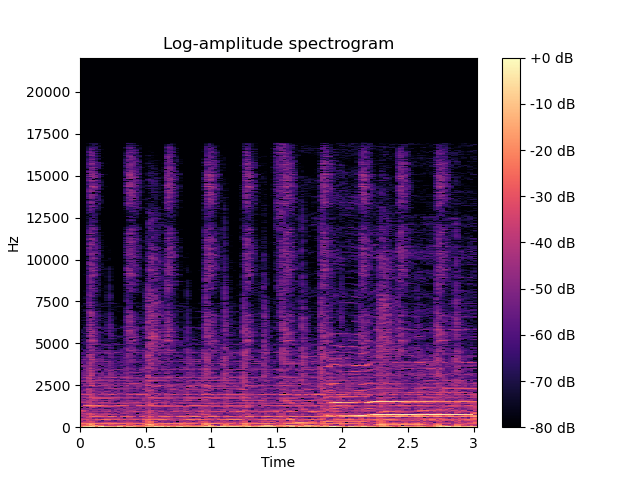 Log-amplitude spectrogram
Hz
20000
17500
15000
12500
10000
7500
5000
2500
0
0 0.5 1 1.5 2 2.5 3
Time
+0 dB
-10 dB
-20 dB
-30 dB
-40 dB
-50 dB
-60 dB
-70 dB
-80 dB